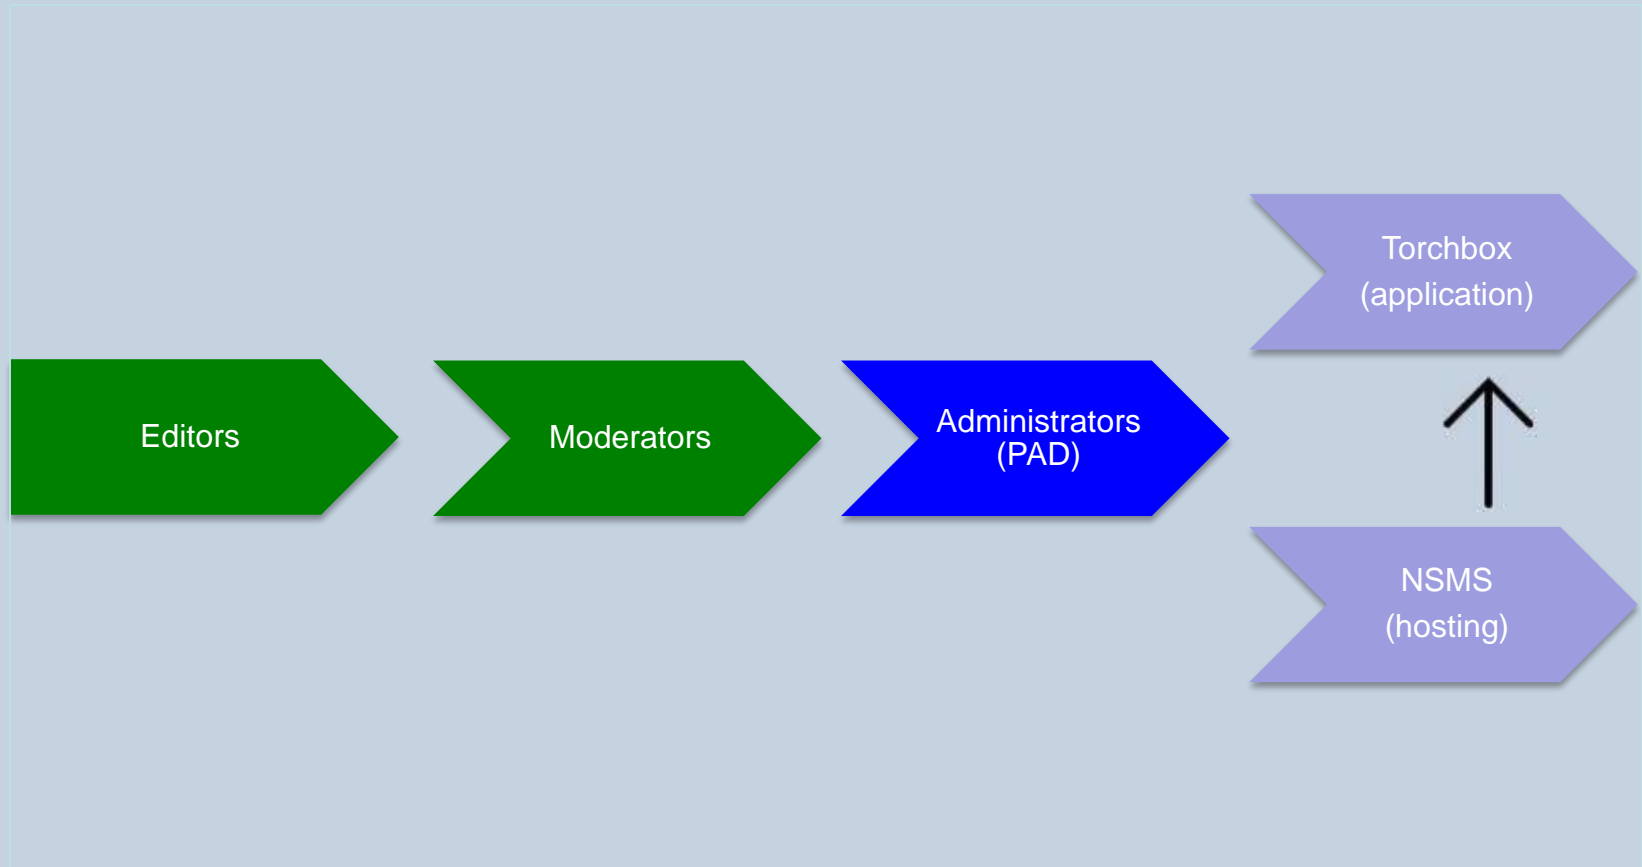 Editors
Moderators
Administrators
(PAD)
Torchbox
(application)
NSMS
(hosting)